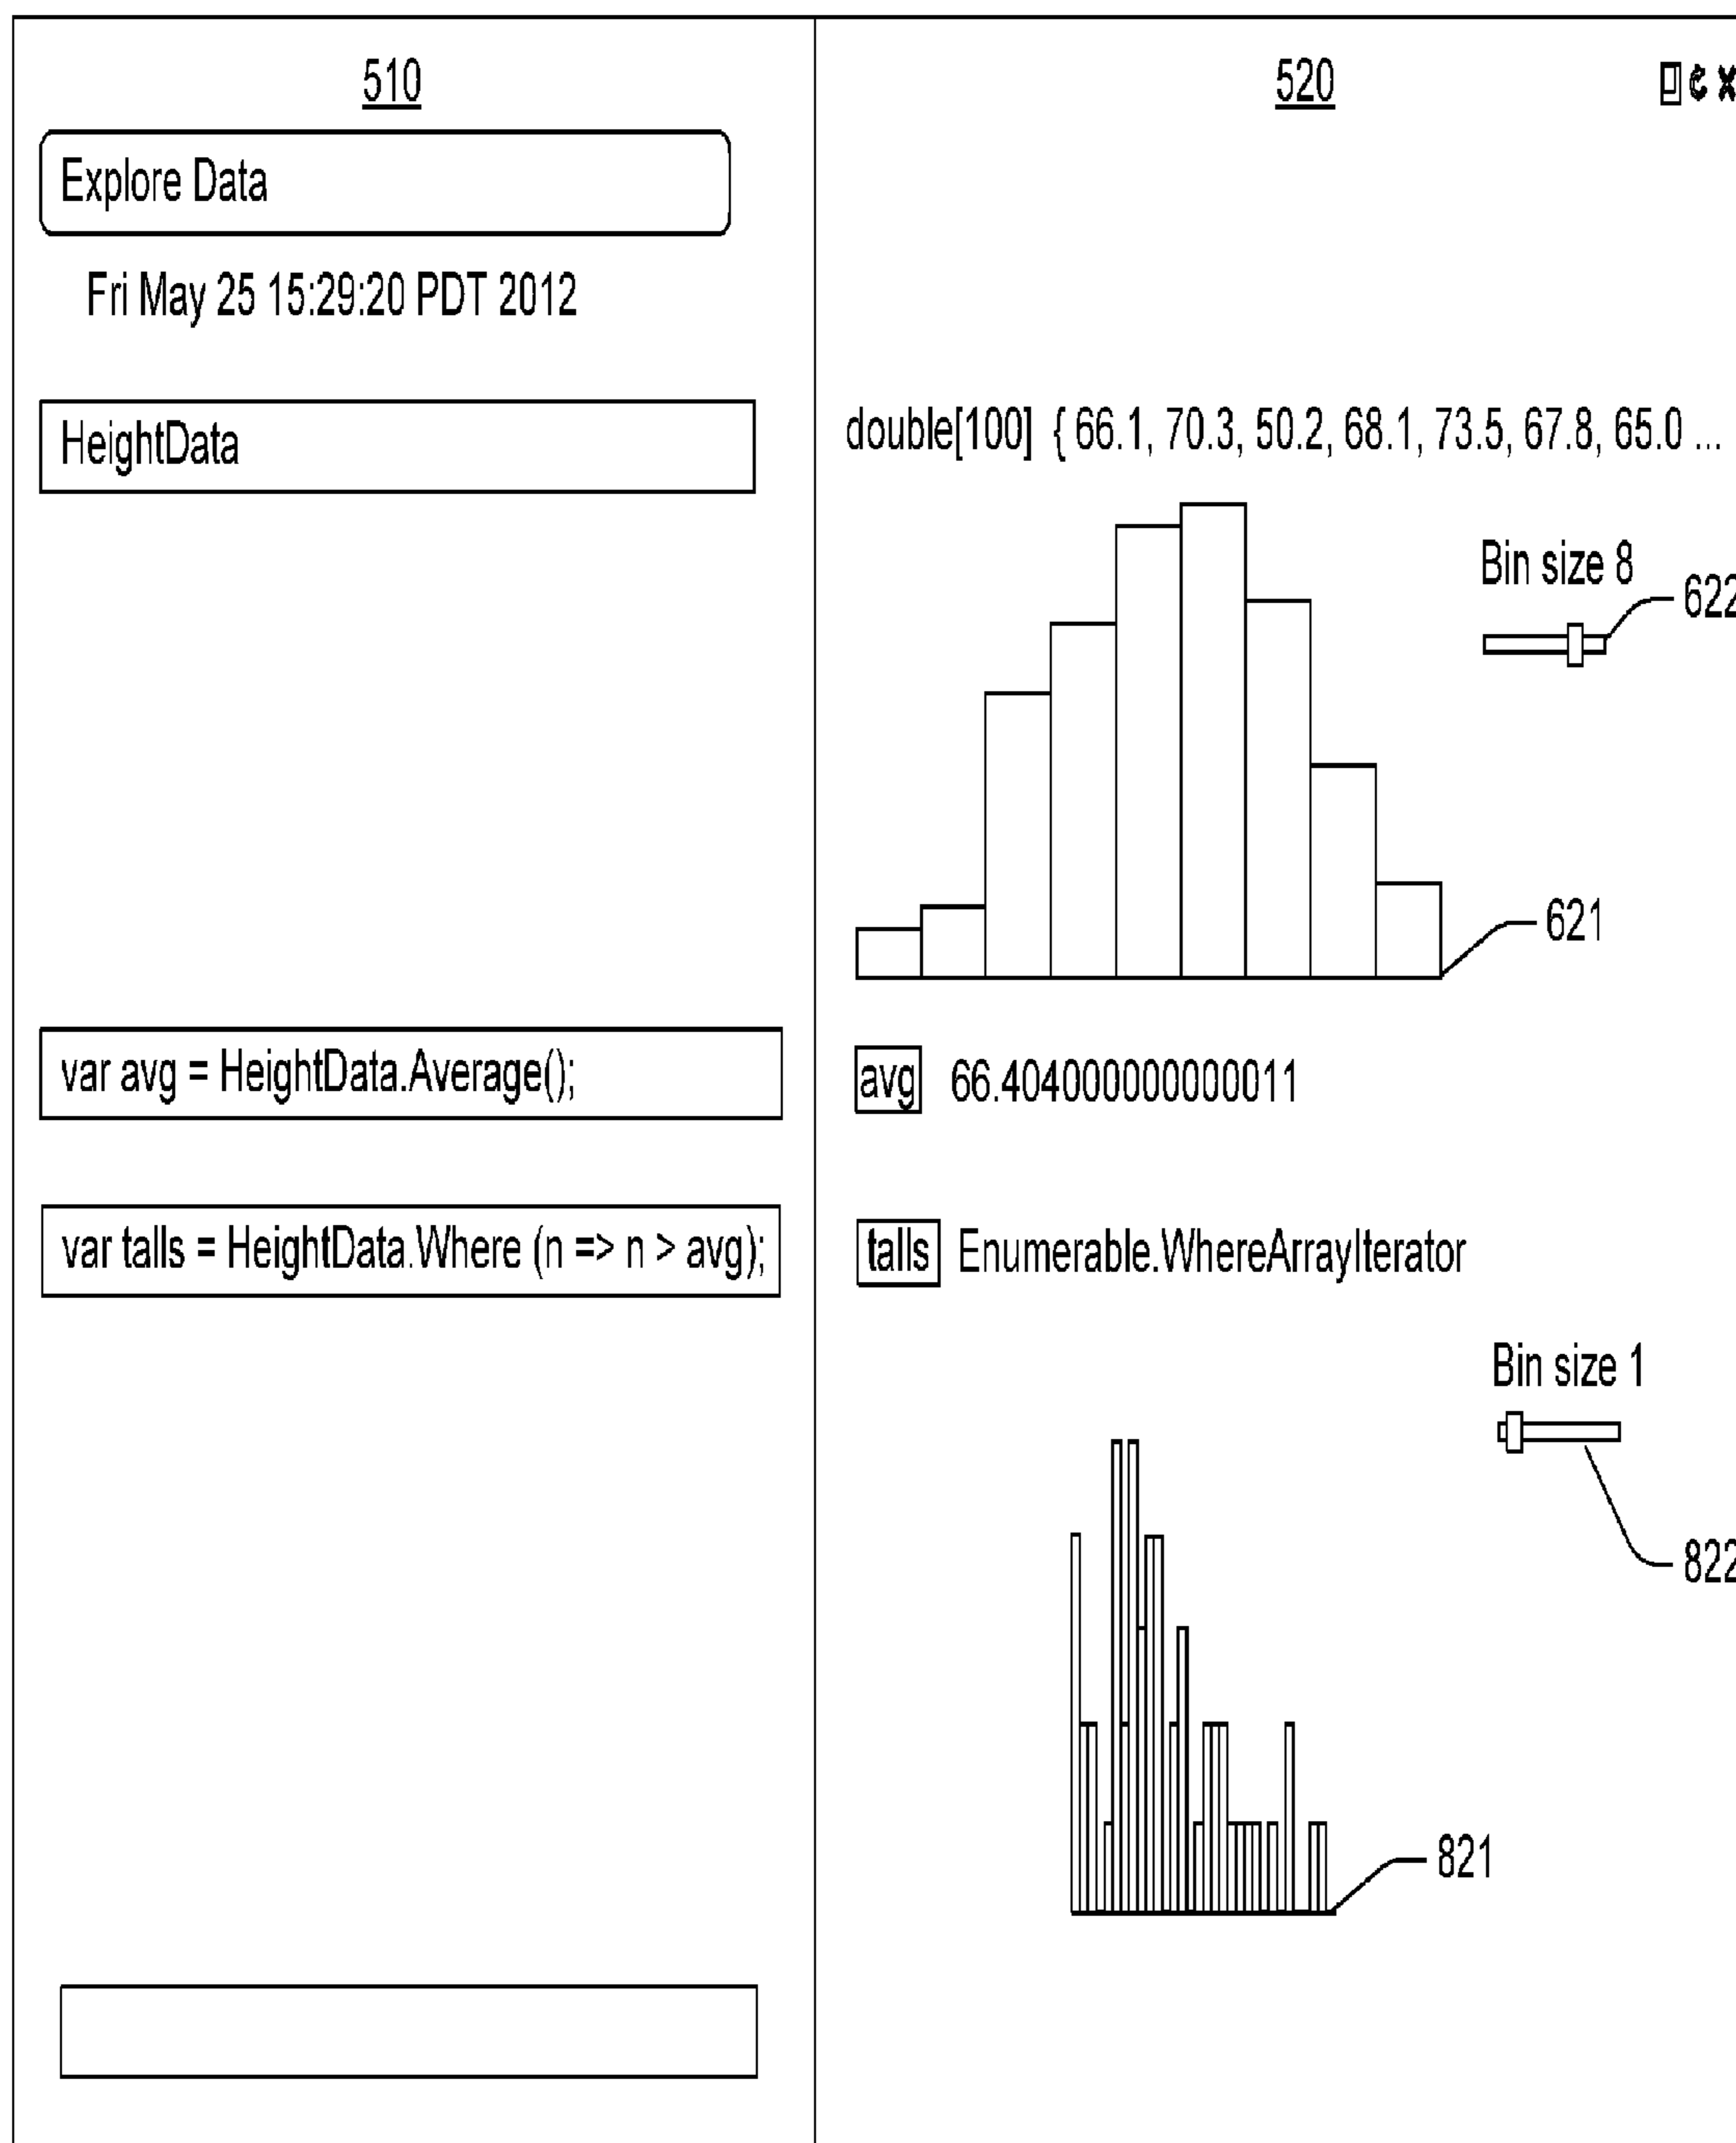 510
520
Explore Data
Fri May 25 15:29:20 PDT 2012
HeightData
double[100] { 66.1, 70.3, 50.2, 68.1, 73.5, 67.8, 65.0 ...
Bin size 8
622
621
var avg = HeightData.Average();
avg 66.404000000000011
var talls = HeightData.Where (n => n > avg);
talls Enumerable.WhereArrayIterator
Bin size 1
822
821